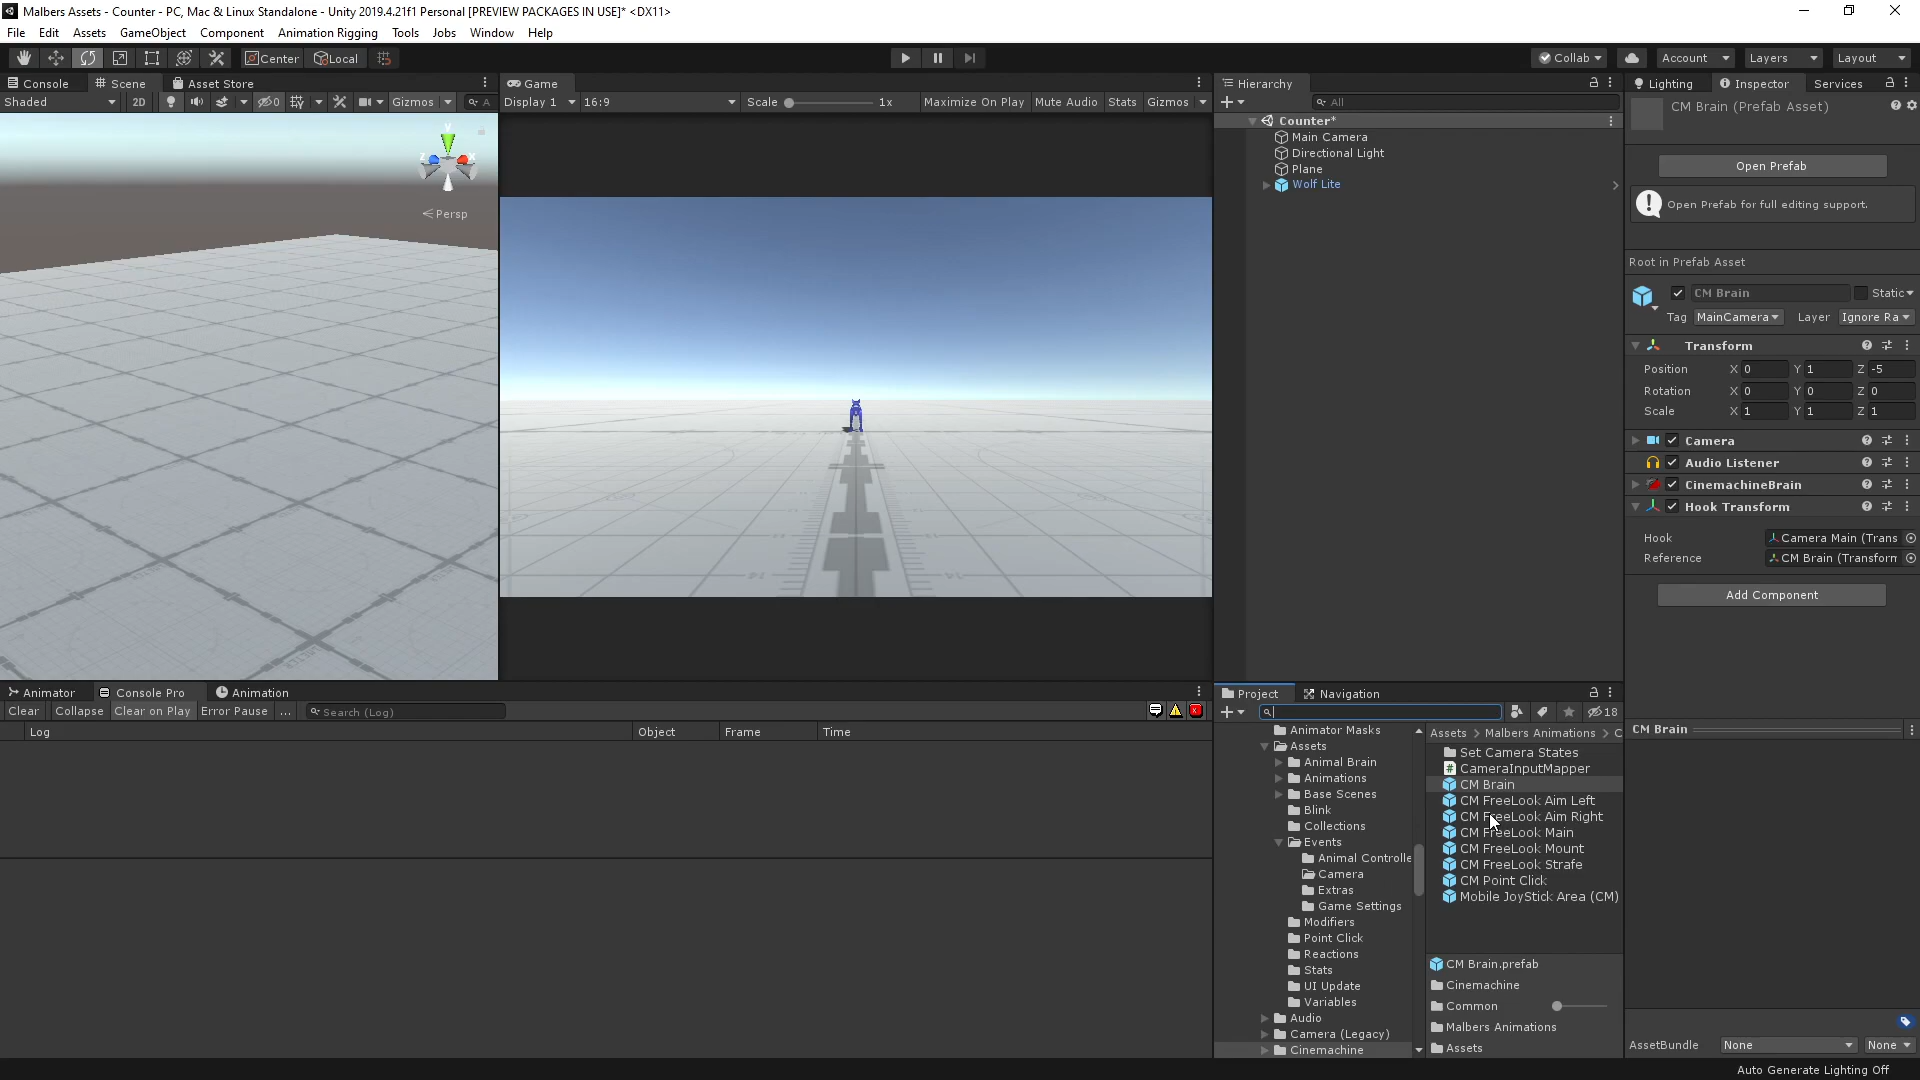 Malbers Assets - Counter - PC, Mac & Linux Standalone - Unity 2019.4.21f1 Personal [PREVIEW PACKAGES IN USE]* <DX11>
File Edit Assets GameObject Component Animation Rigging Tools Jobs Window Help
Center Local Collab Account Layers Layout
Console Scene Asset Store
Shaded 2D 0 Gizmos A
Y
X
Z
Persp
Game
Display 1 16:9 Scale 1x Maximize On Play Mute Audio Stats Gizmos
Hierarchy
All
Counter*
Main Camera
Directional Light
Plane
Wolf Lite
Lighting Inspector Services
CM Brain (Prefab Asset)
Open Prefab
Open Prefab for full editing support.
Root in Prefab Asset
CM Brain Static
Tag MainCamera Layer Ignore Ra
Transform
Position X 0 Y 1 Z -5
Rotation X 0 Y 0 Z 0
Scale X 1 Y 1 Z 1
Camera
Audio Listener
CinemachineBrain
Hook Transform
Hook Camera Main (Trans
Reference CM Brain (Transform
Add Component
CM Brain
AssetBundle None None
Animator Console Pro Animation
Clear Collapse Clear on Play Error Pause ... Search (Log)
Log Object Frame Time
Project Navigation
18
Animator Masks
Assets
Animal Brain
Animations
Base Scenes
Blink
Collections
Events
Animal Controlle
Camera
Extras
Game Settings
Modifiers
Point Click
Reactions
Stats
UI Update
Variables
Audio
Camera (Legacy)
Cinemachine
Assets > Malbers Animations > C
Set Camera States
CameraInputMapper
CM Brain
CM FreeLook Aim Left
CM FreeLook Aim Right
CM FreeLook Main
CM FreeLook Mount
CM FreeLook Strafe
CM Point Click
Mobile JoyStick Area (CM)
CM Brain.prefab
Cinemachine
Common
Malbers Animations
Assets
Auto Generate Lighting Off